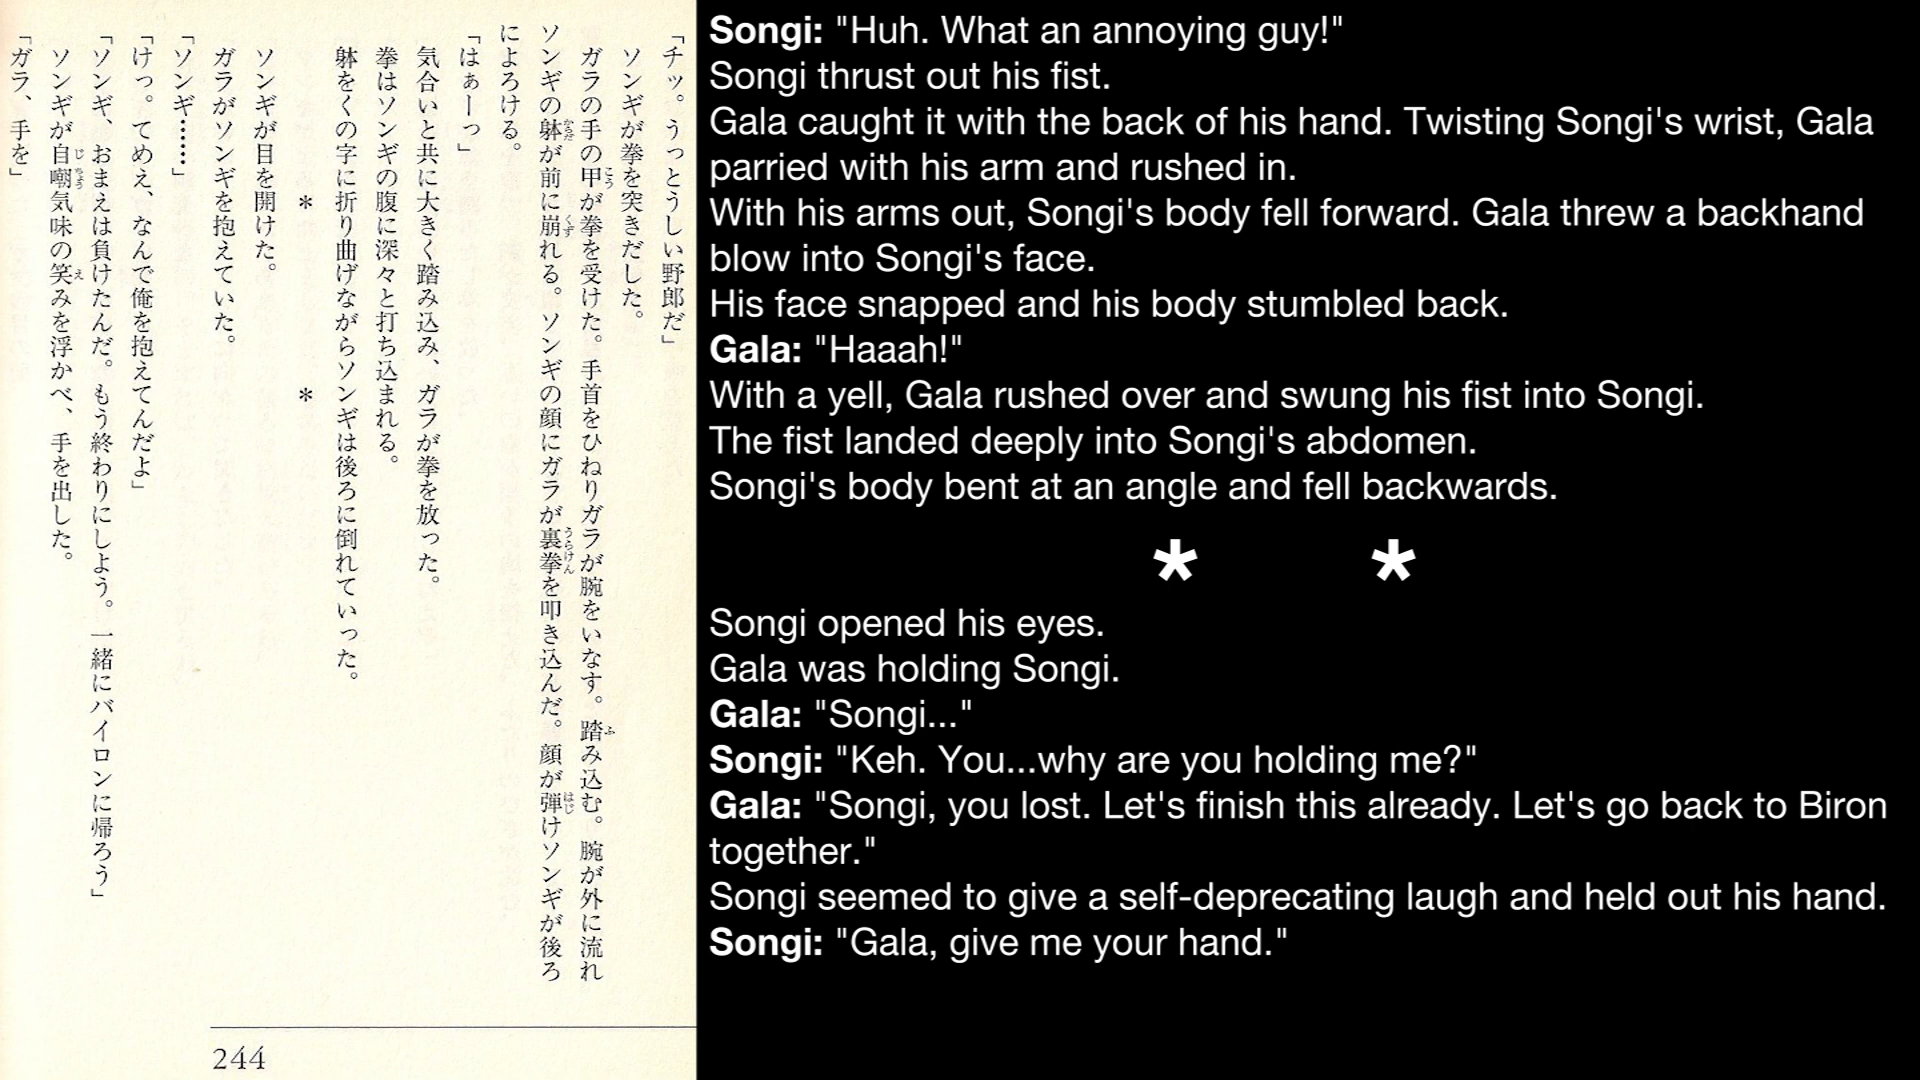 「チッ。うっとうしい野郎だ」
ソンギが拳を突きだした。
ガラの手の甲が拳を受けた。手首をひねりガラが腕をいなす。踏み込む。腕が外に流れ
ソンギの躰が前に崩れる。ソンギの顔にガラが裏拳を叩き込んだ。顔が弾けソンギが後ろ
によろける。
「はぁーっ」
気合いと共に大きく踏み込み、ガラが拳を放った。
拳はソンギの腹に深々と打ち込まれる。
躰をくの字に折り曲げながらソンギは後ろに倒れていった。
* *
ソンギが目を開けた。
ガラがソンギを抱えていた。
「ソンギ……」
「けっ。てめえ、なんで俺を抱えてんだよ」
「ソンギ、おまえは負けたんだ。もう終わりにしよう。一緒にバイロンに帰ろう」
ソンギが自嘲気味の笑みを浮かべ、手を出した。
「ガラ、手を」
244
Songi: "Huh. What an annoying guy!"
Songi thrust out his fist.
Gala caught it with the back of his hand. Twisting Songi's wrist, Gala
parried with his arm and rushed in.
With his arms out, Songi's body fell forward. Gala threw a backhand
blow into Songi's face.
His face snapped and his body stumbled back.
Gala: "Haaah!"
With a yell, Gala rushed over and swung his fist into Songi.
The fist landed deeply into Songi's abdomen.
Songi's body bent at an angle and fell backwards.
* *
Songi opened his eyes.
Gala was holding Songi.
Gala: "Songi..."
Songi: "Keh. You...why are you holding me?"
Gala: "Songi, you lost. Let's finish this already. Let's go back to Biron
together."
Songi seemed to give a self-deprecating laugh and held out his hand.
Songi: "Gala, give me your hand."